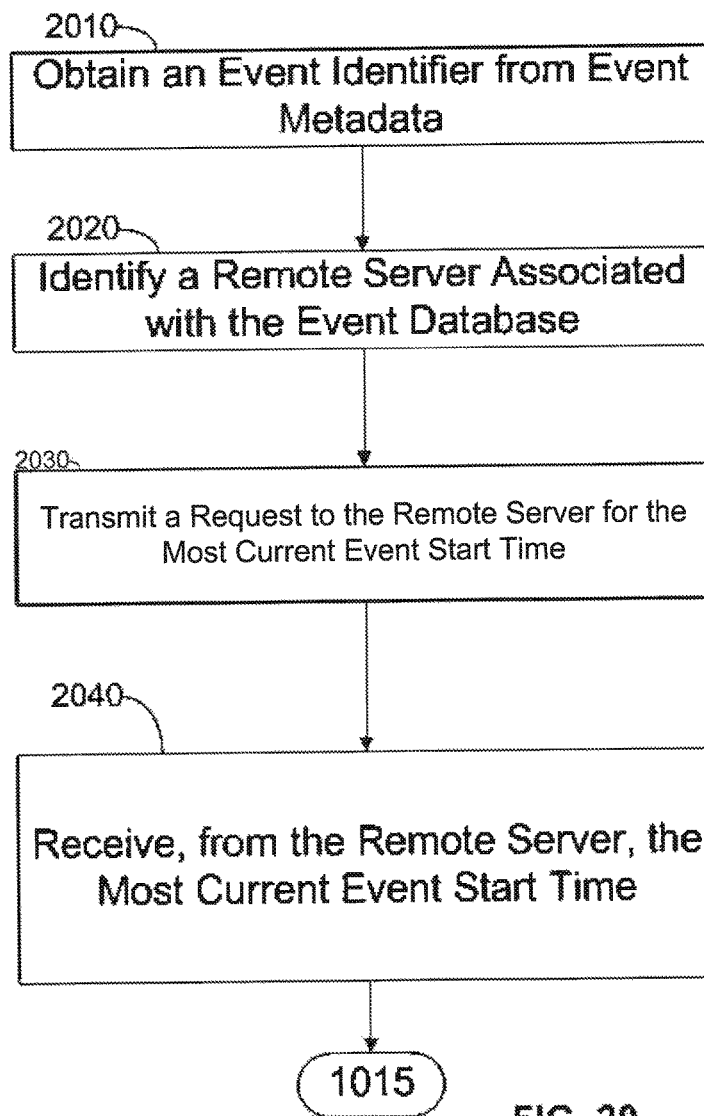 2010
Obtain an Event Identifier from Event
Metadata
2020
Identify a Remote Server Associated
with the Event Database
2030
Transmit a Request to the Remote Server for the
Most Current Event Start Time
2040
Receive, from the Remote Server, the
Most Current Event Start Time
1015
FIG. 20